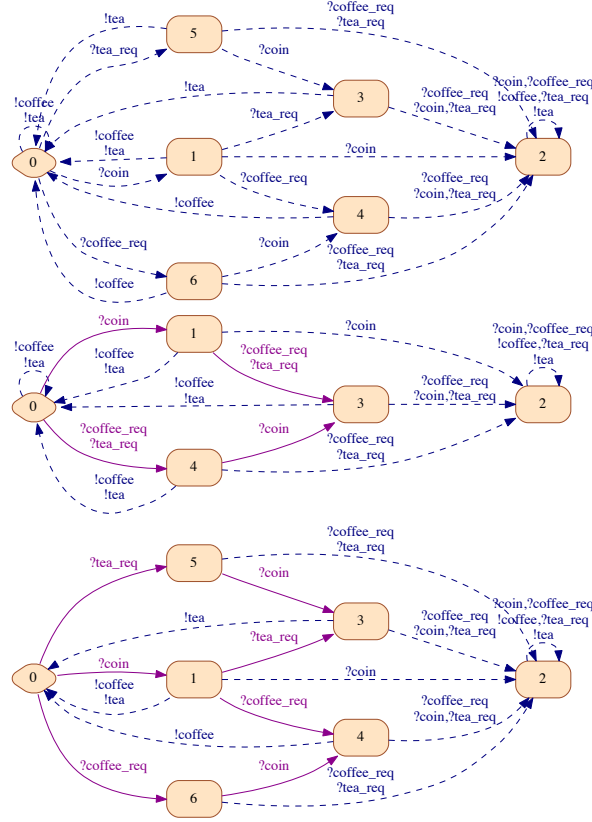 !tea
?coffee_req
?tea_req
5
?tea_req
?coin
!coffee
!tea
!tea
3
?coffee_req
?coin,?tea_req
?coin,?coffee_req
!coffee,?tea_req
!tea
?tea_req
!coffee
!tea
0
1
?coin
2
?coin
?coffee_req
?coffee_req
?coin,?tea_req
!coffee
4
?coffee_req
?coin
?coffee_req
?tea_req
6
!coffee
?coin
1
?coin
?coin,?coffee_req
!coffee,?tea_req
!tea
!coffee
!tea
!coffee
!tea
?coffee_req
?tea_req
!coffee
!tea
0
3
?coffee_req
?coin,?tea_req
2
?coffee_req
?tea_req
?coin
?coffee_req
?tea_req
4
!coffee
!tea
?coffee_req
?tea_req
?tea_req
5
?coin
!tea
3
?coffee_req
?coin,?tea_req
?coin,?coffee_req
!coffee,?tea_req
!tea
?tea_req
0
?coin
1
?coin
2
!coffee
!tea
?coffee_req
?coffee_req
?coin,?tea_req
!coffee
4
?coffee_req
?coin
?coffee_req
?tea_req
6